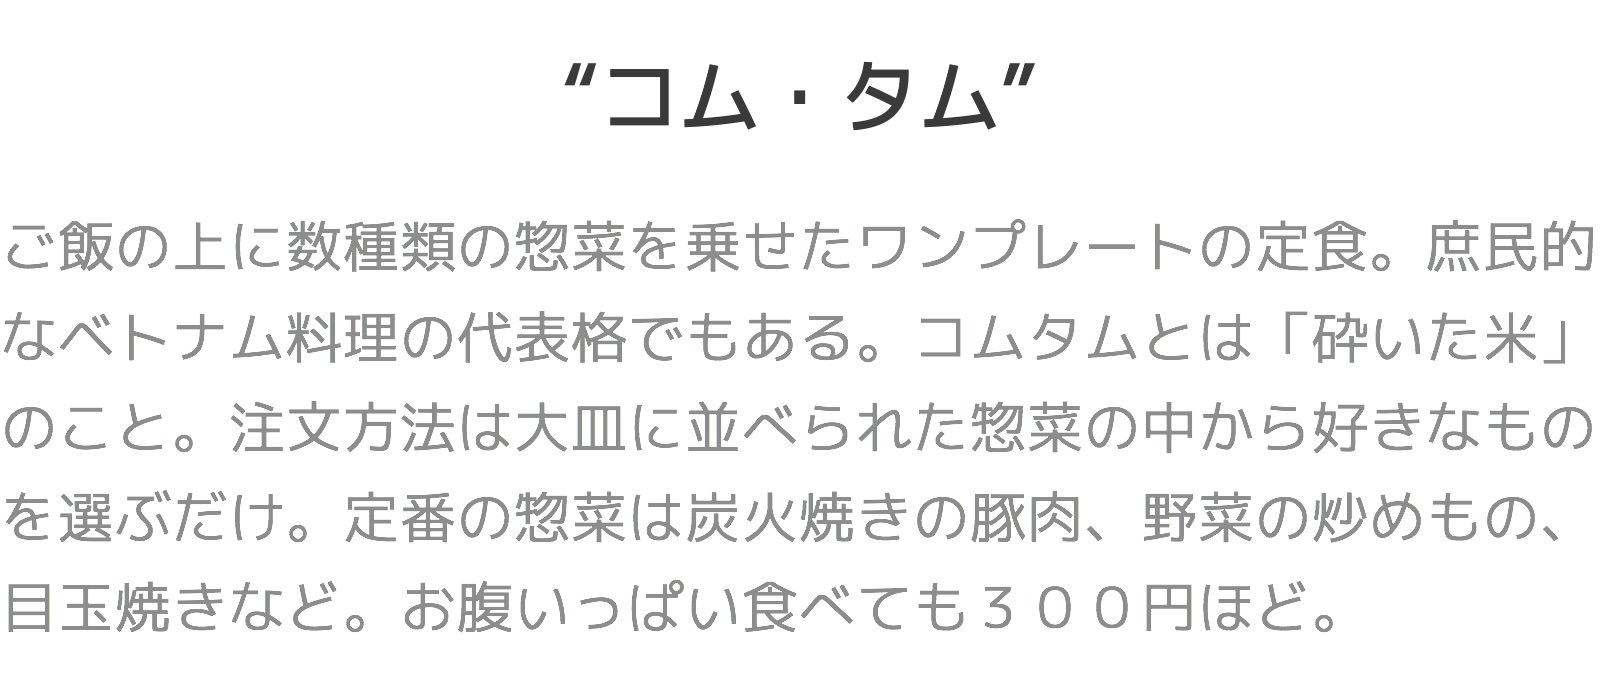 “コム・タム”
ご飯の上に数種類の惣菜を乗せたワンプレートの定食。庶民的
なベトナム料理の代表格でもある。コムタムとは「砕いた米」
のこと。注文方法は大皿に並べられた惣菜の中から好きなもの
を選ぶだけ。定番の惣菜は炭火焼きの豚肉、野菜の炒めもの、
目玉焼きなど。お腹いっぱい食べても３００円ほど。